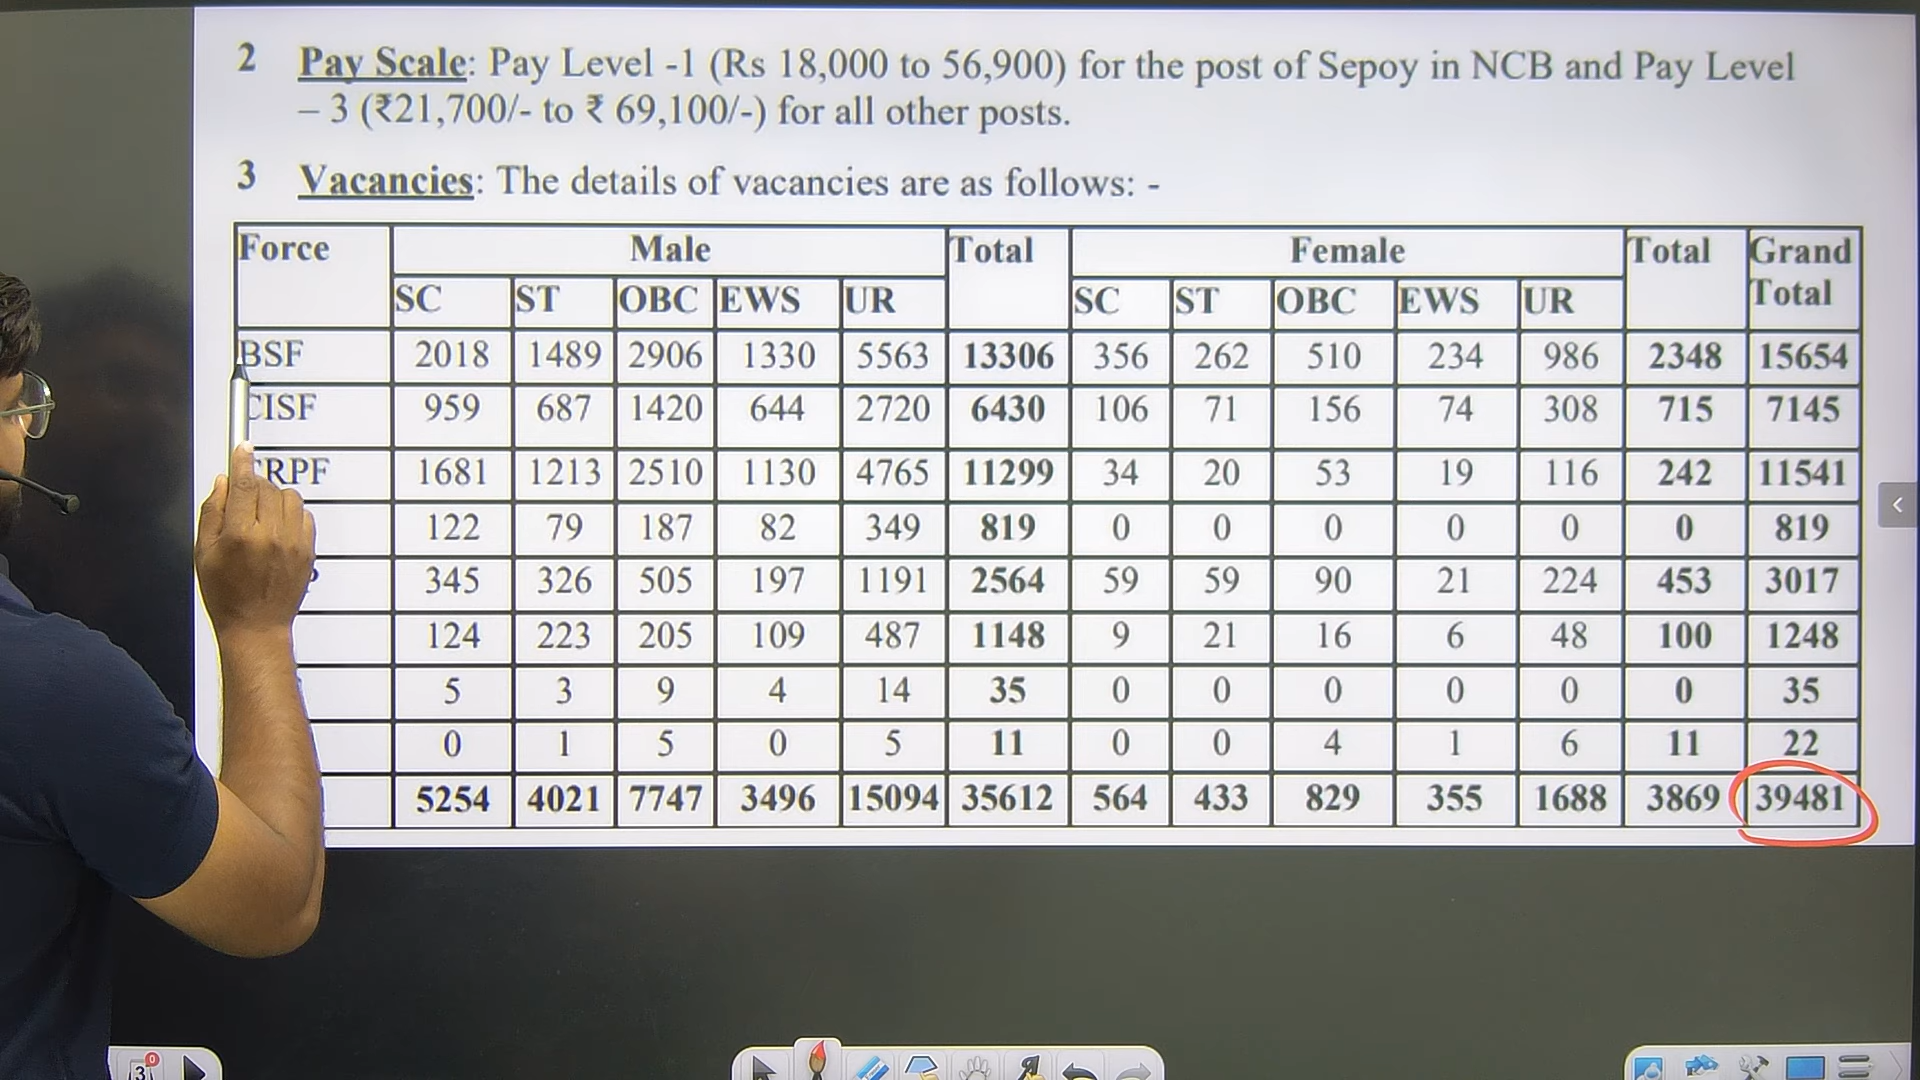 2 Pay Scale: Pay Level -1 (Rs 18,000 to 56,900) for the post of Sepoy in NCB and Pay Level
– 3 (₹21,700/- to ₹ 69,100/-) for all other posts.
3 Vacancies: The details of vacancies are as follows: -
Force Male Total Female Total Grand Total
SC ST OBC EWS UR SC ST OBC EWS UR
BSF 2018 1489 2906 1330 5563 13306 356 262 510 234 986 2348 15654
CISF 959 687 1420 644 2720 6430 106 71 156 74 308 715 7145
RPF 1681 1213 2510 1130 4765 11299 34 20 53 19 116 242 11541
122 79 187 82 349 819 0 0 0 0 0 0 819
345 326 505 197 1191 2564 59 59 90 21 224 453 3017
124 223 205 109 487 1148 9 21 16 6 48 100 1248
5 3 9 4 14 35 0 0 0 0 0 0 35
0 1 5 0 5 11 0 0 4 1 6 11 22
5254 4021 7747 3496 15094 35612 564 433 829 355 1688 3869 39481
3 0